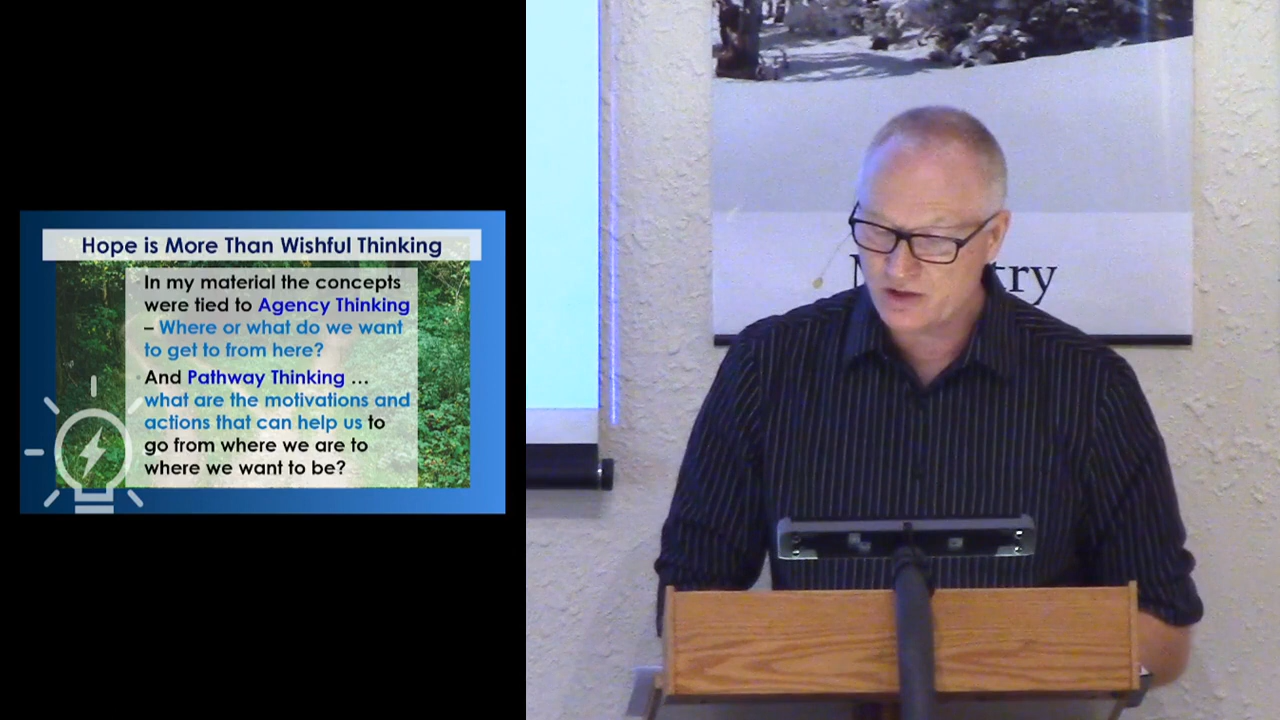 Hope is More Than Wishful Thinking
In my material the concepts
were tied to Agency Thinking
– Where or what do we want
to get to from here?
And Pathway Thinking ...
what are the motivations and
actions that can help us to
go from where we are to
where we want to be?